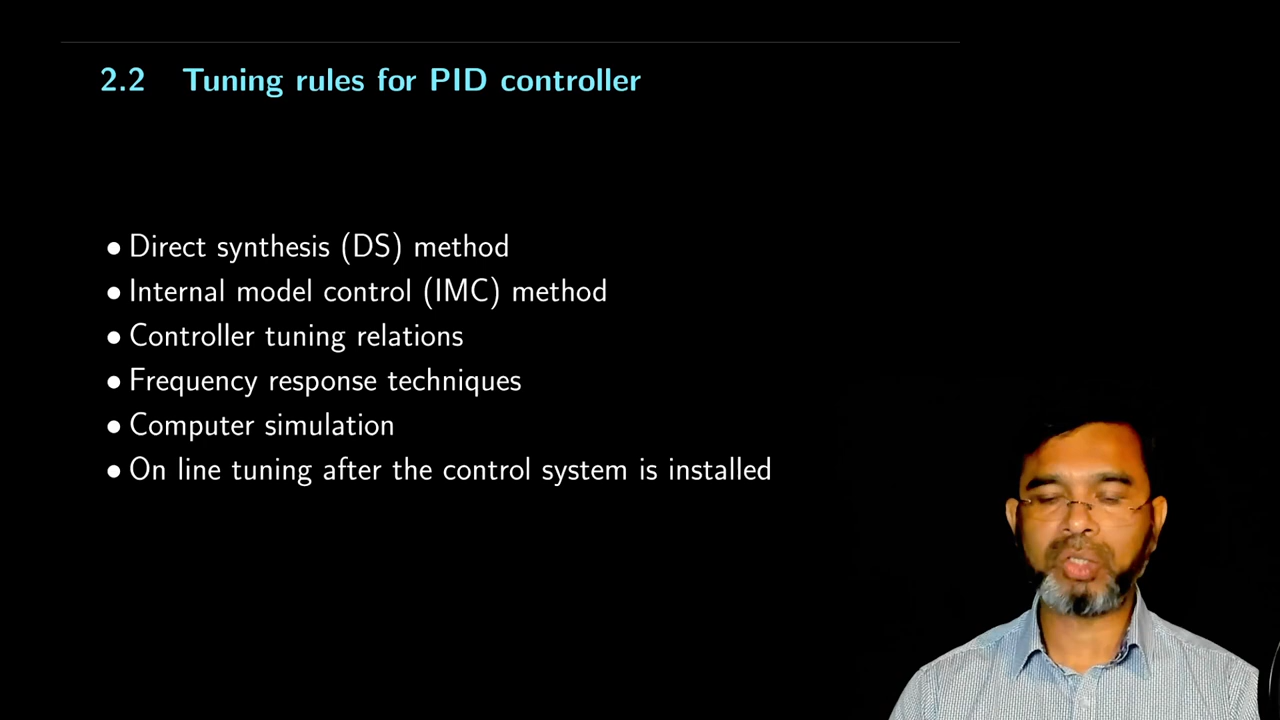 2.2 Tuning rules for PID controller
• Direct synthesis (DS) method
• Internal model control (IMC) method
• Controller tuning relations
• Frequency response techniques
• Computer simulation
• On line tuning after the control system is installed